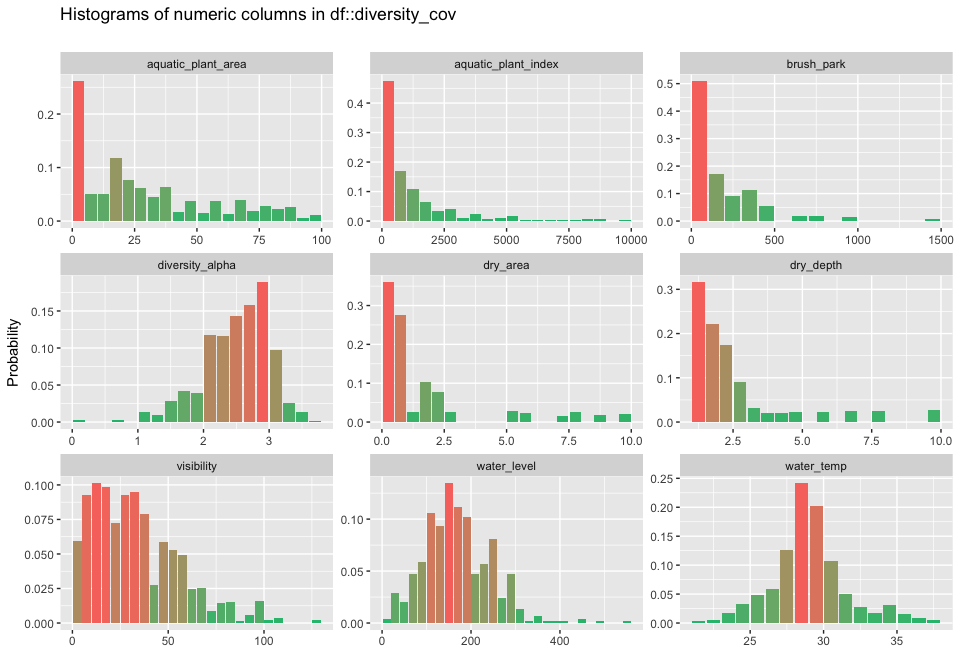 Histograms of numeric columns in df::diversity_cov
aquatic_plant_area
aquatic_plant_index
brush_park
0.2
0.1
0.0
0 25 50 75 100
0.4
0.3
0.2
0.1
0.0
0 2500 5000 7500 10000
0.5
0.4
0.3
0.2
0.1
0.0
0 500 1000 1500
Probability
diversity_alpha
dry_area
dry_depth
0.15
0.10
0.05
0.00
0 1 2 3
0.3
0.2
0.1
0.0
0.0 2.5 5.0 7.5 10.0
0.3
0.2
0.1
0.0
2.5 5.0 7.5 10.0
visibility
water_level
water_temp
0.100
0.075
0.050
0.025
0.000
0 50 100
0.10
0.05
0.00
0 200 400
0.25
0.20
0.15
0.10
0.05
0.00
25 30 35